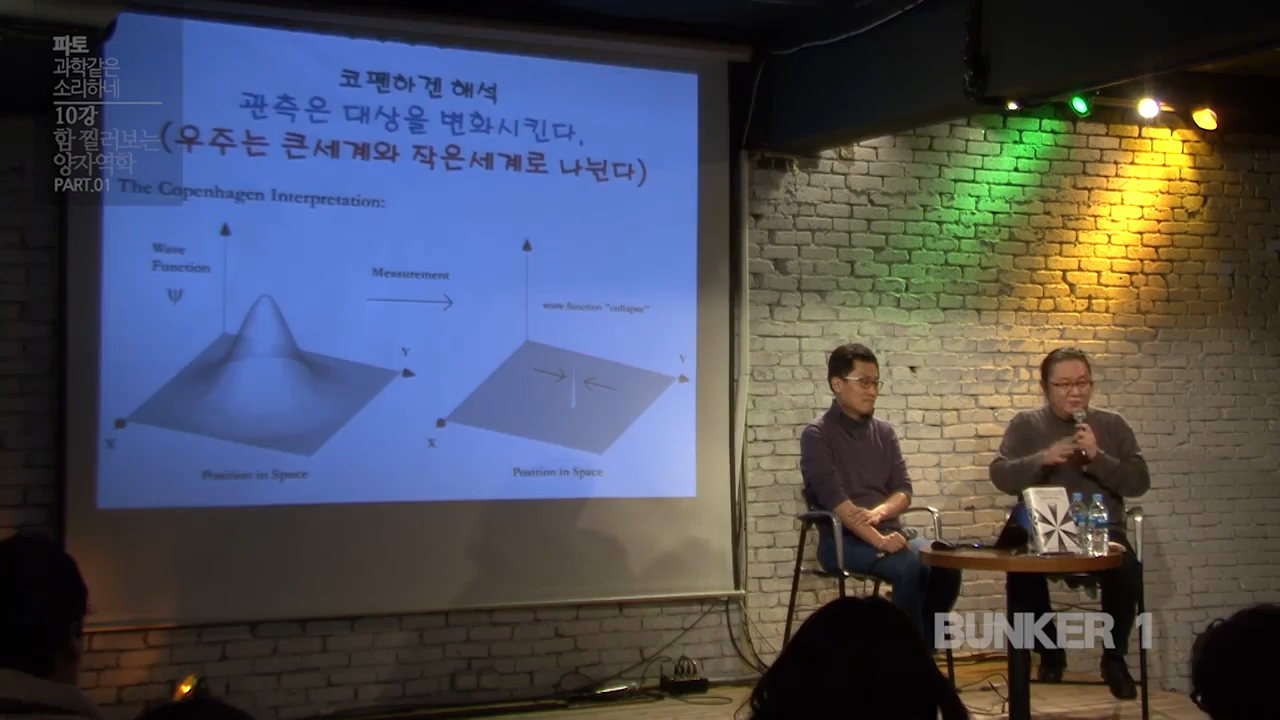 파토
과학같은
소리하네
10강
함 찔러보는
양자역학
PART.01
코펜하겐 해석
관측은 대상을 변화시킨다.
(우주는 큰세계와 작은세계로 나뉜다)
The Copenhagen Interpretation:
Wave
Function
Ψ
Measurement
wave function "collapse"
Y
Y
X
X
Position in Space
Position in Space
BUNKER 1